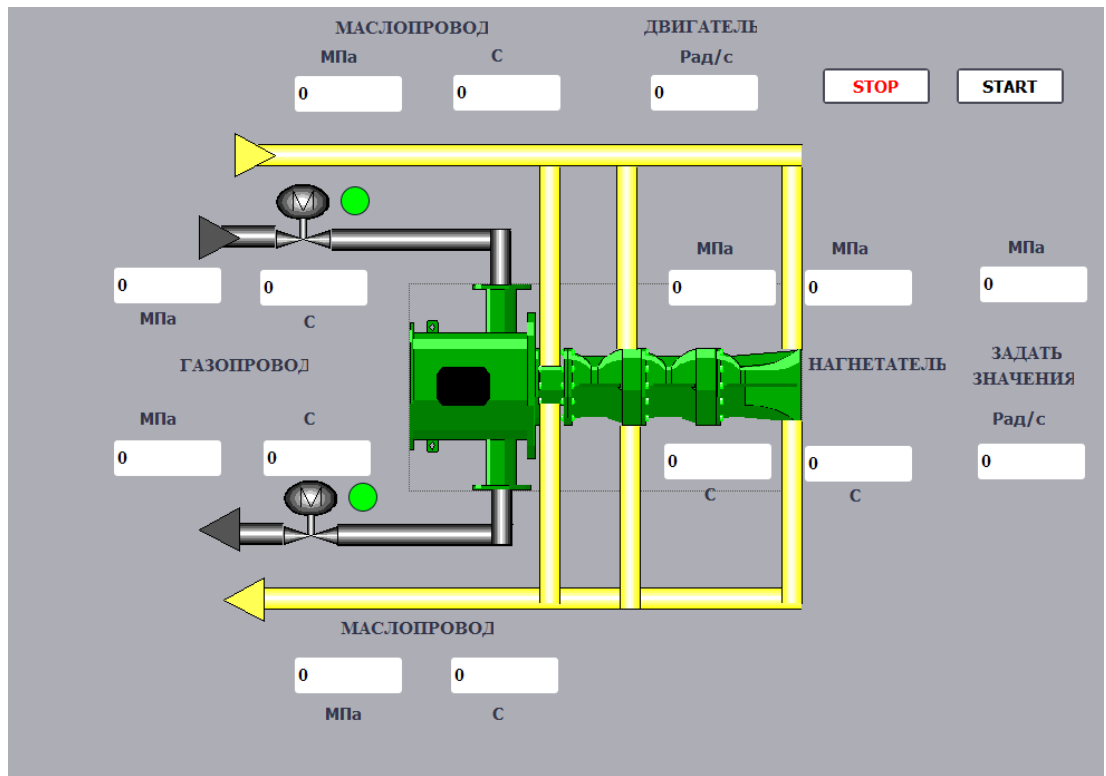 МАСЛОПРОВОД ДВИГАТЕЛЬ
МПа С Рад/с
0 0 0 STOP START
М
МПа МПа МПа
0 0 0 0 0
МПа С
ГАЗОПРОВОД НАГНЕТАТЕЛЬ ЗАДАТЬ
ЗНАЧЕНИЯ
МПа С Рад/с
0 0 0 0 0
М С С
МАСЛОПРОВОД
0 0
МПа С